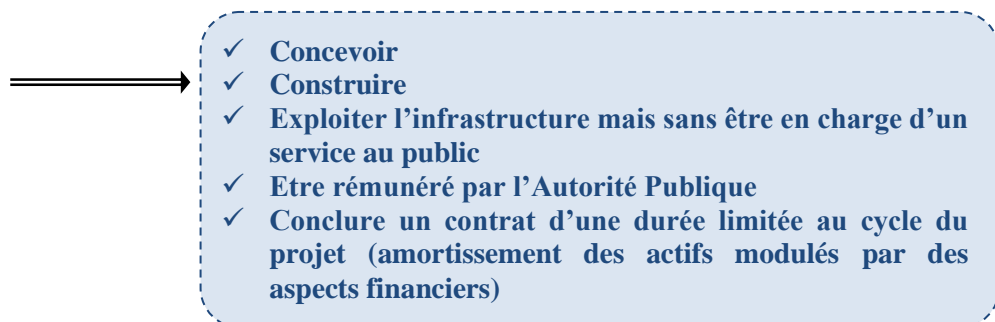 ✓ Concevoir
✓ Construire
✓ Exploiter l’infrastructure mais sans être en charge d’un
service au public
✓ Etre rémunéré par l’Autorité Publique
✓ Conclure un contrat d’une durée limitée au cycle du
projet (amortissement des actifs modulés par des
aspects financiers)